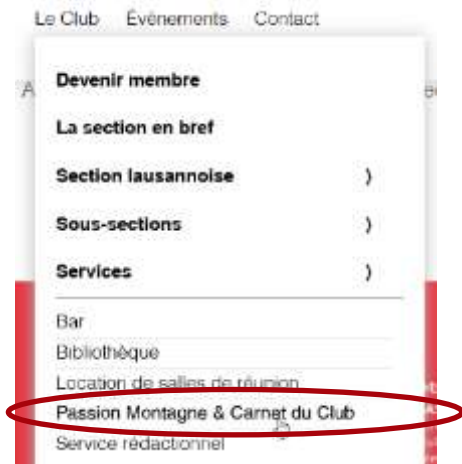 Le Club Événements Contact
Devenir membre
La section en bref
Section lausannoise
Sous-sections
Services
Bar
Bibliothèque
Location de salles de réunion
Passion Montagne & Carnet du Club
Service rédactionnel